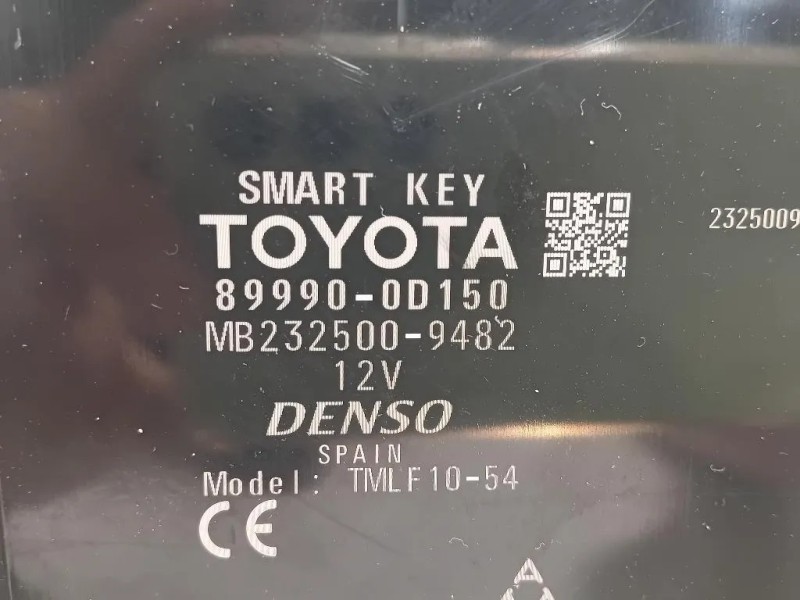 SMART KEY
TOYOTA
89990-0D150
MB232500-9482
12V
DENSO
SPAIN
Model: TMLF10-54
CE
2325009
A